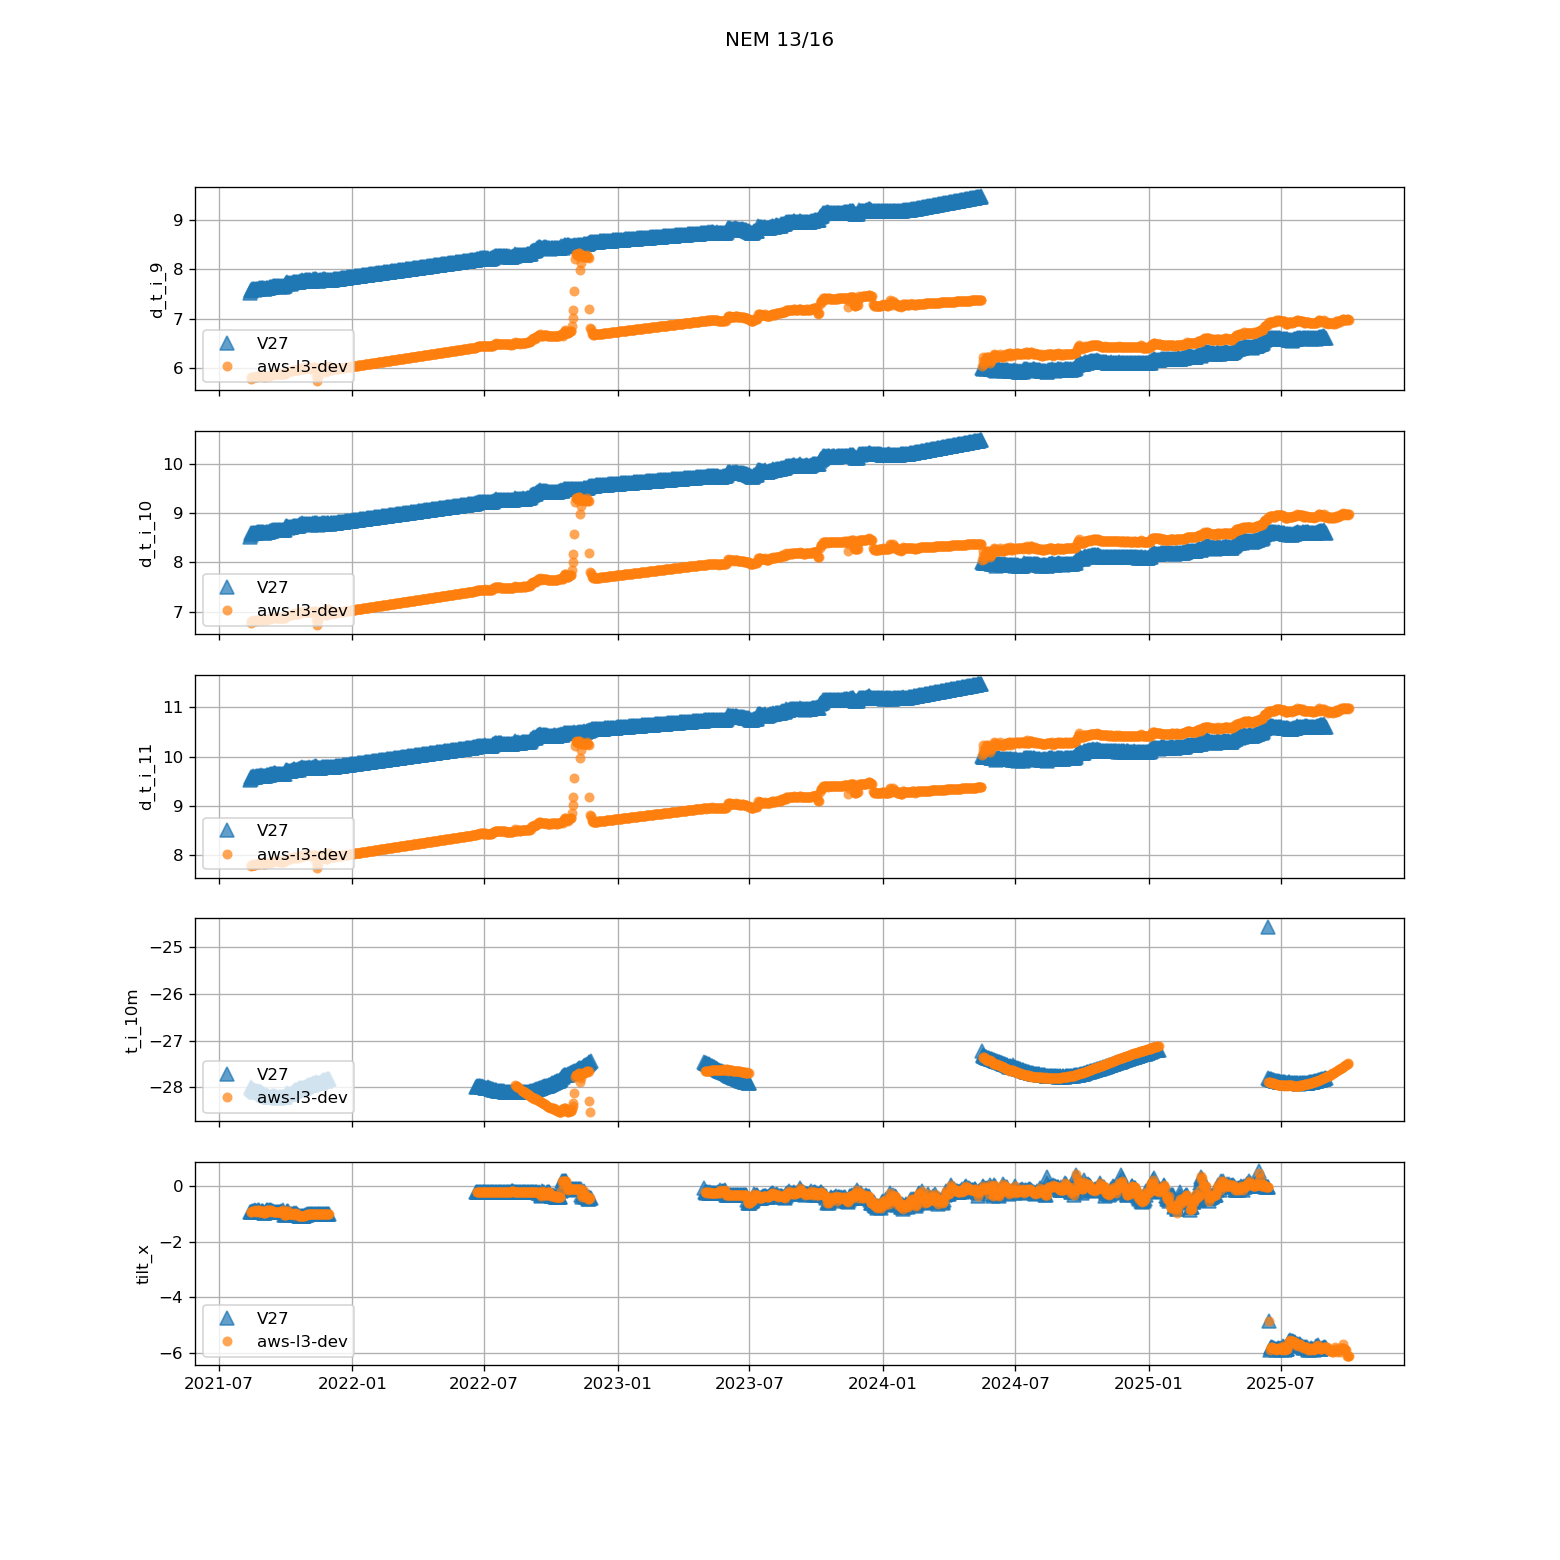 NEM 13/16
9
8
7
6
d_t_i_9
V27
aws-l3-dev
10
9
8
7
d_t_i_10
V27
aws-l3-dev
11
10
9
8
d_t_i_11
V27
aws-l3-dev
−25
−26
−27
−28
t_i_10m
V27
aws-l3-dev
0
−2
−4
−6
tilt_x
V27
aws-l3-dev
2021-07 2022-01 2022-07 2023-01 2023-07 2024-01 2024-07 2025-01 2025-07